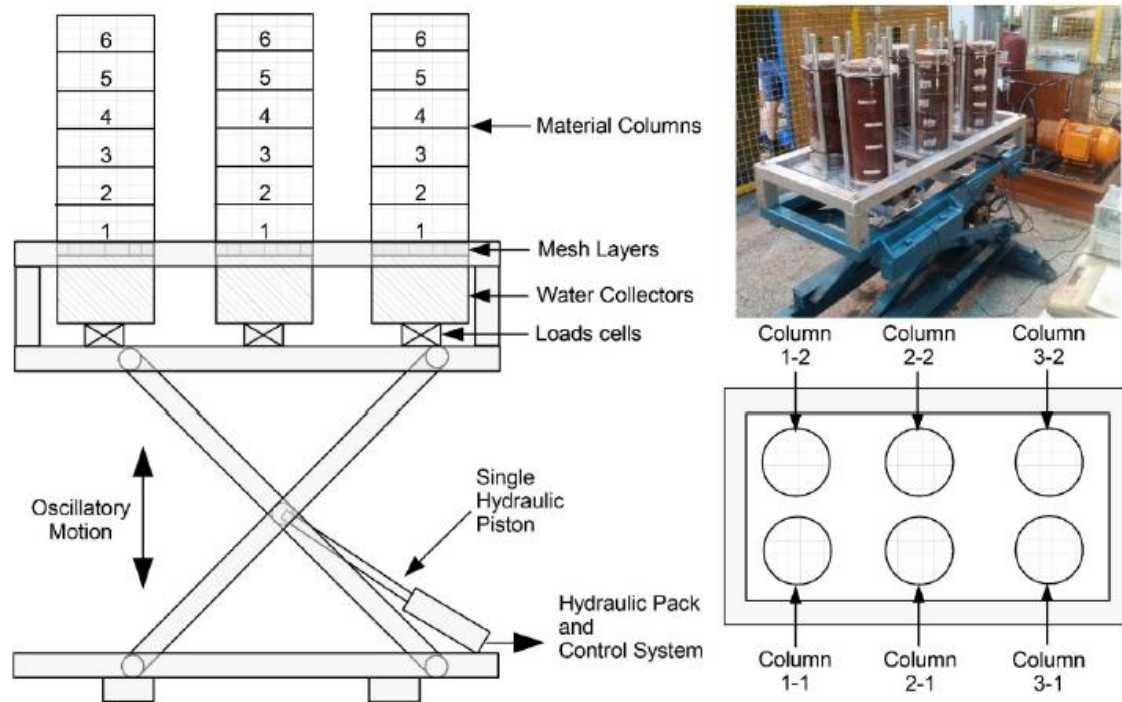 6 6 6
5 5 5
4 4 4
3 3 3
2 2 2
1 1 1
Material Columns
Mesh Layers
Water Collectors
Loads cells
Oscillatory
Motion
Single
Hydraulic
Piston
Hydraulic Pack
and
Control System
Column
1-2
Column
2-2
Column
3-2
Column
1-1
Column
2-1
Column
3-1